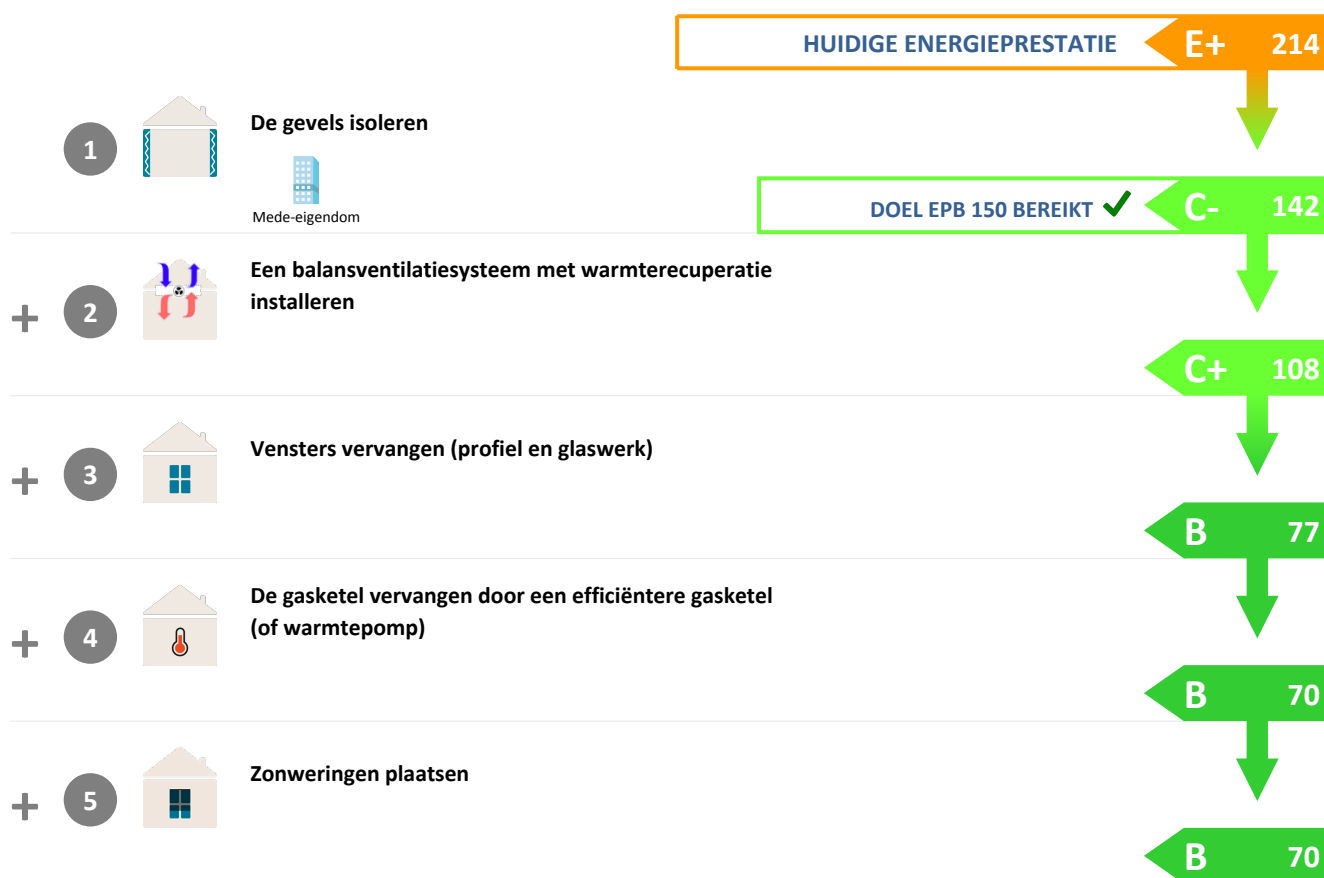 HUIDIGE ENERGIEPRESTATIE E+ 214
1 De gevels isoleren
Mede-eigendom
DOEL EPB 150 BEREIKT ✔ C- 142
Een balansventilatiesysteem met warmterecuperatie
+ 2 installeren
C+ 108
+ 3 Vensters vervangen (profiel en glaswerk)
B 77
De gasketel vervangen door een efficiëntere gasketel
+ 4 (of warmtepomp)
B 70
+ 5 Zonweringen plaatsen
B 70